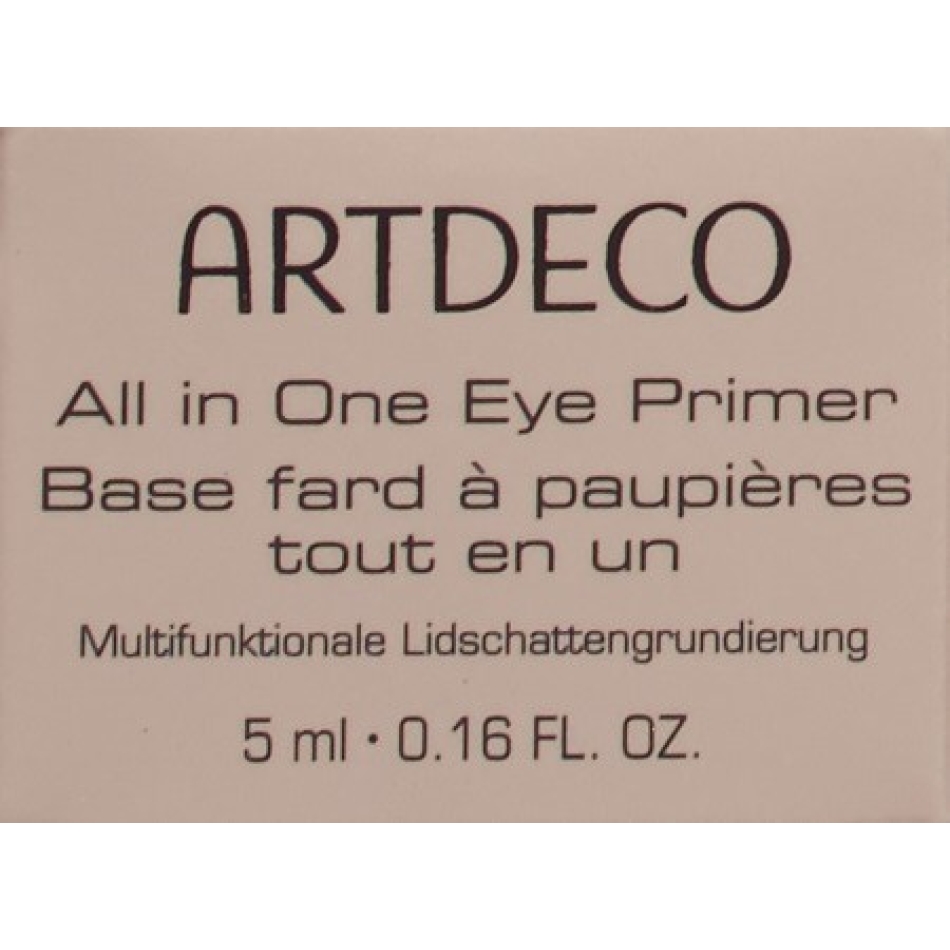 ARTDECO
All in One Eye Primer
Base fard à paupières
tout en un
Multifunktionale Lidschattengrundierung
5 ml • 0.16 FL. OZ.